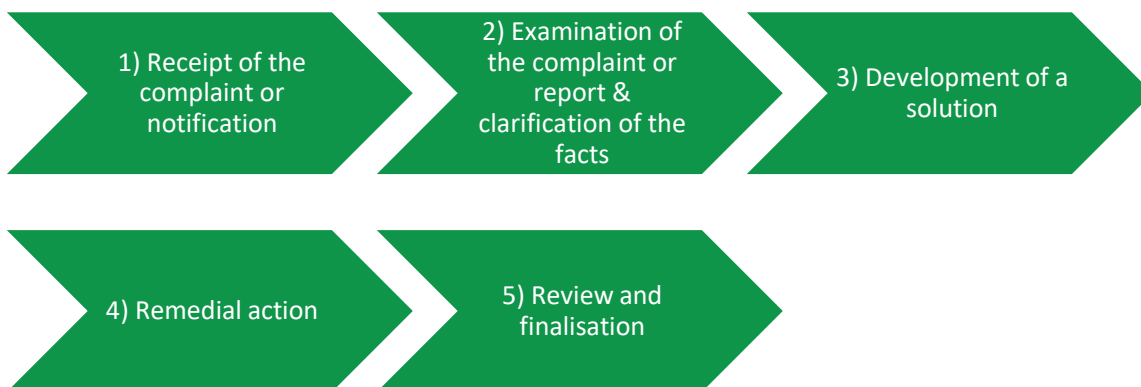 1) Receipt of the
complaint or
notification
2) Examination of
the complaint or
report &
clarification of the
facts
3) Development of a
solution
4) Remedial action
5) Review and
finalisation